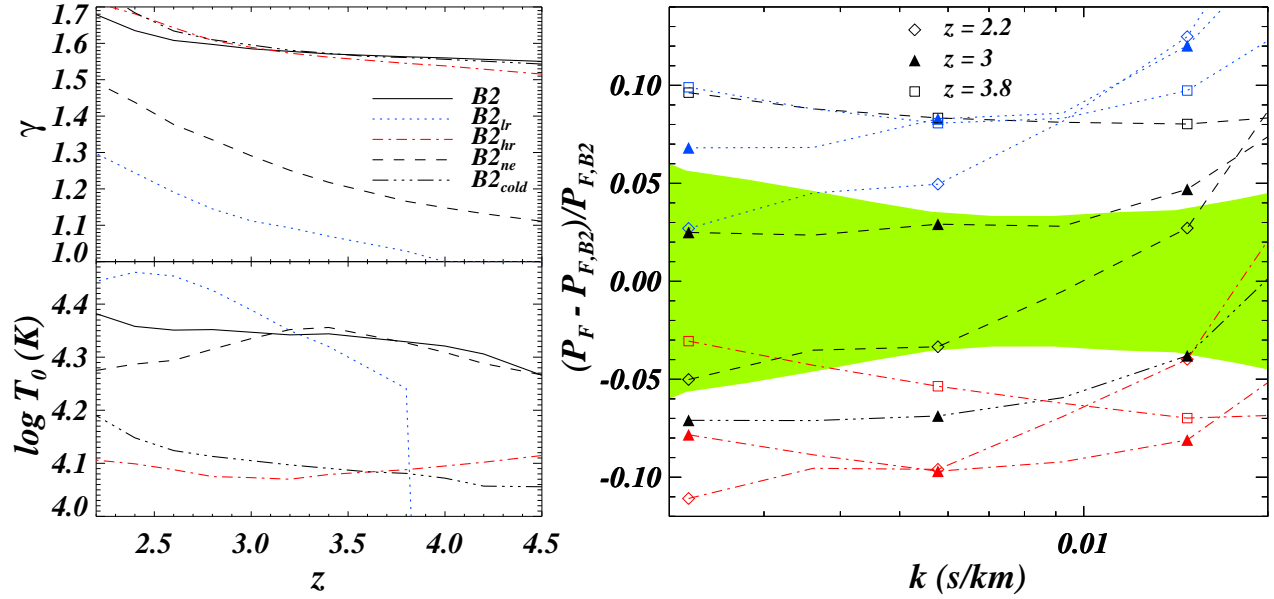 1.7
1.6
1.5
1.4
1.3
1.2
1.1
1.0
γ
B2
B2lr
B2hr
B2ne
B2cold
4.4
4.3
4.2
4.1
4.0
log T0 (K)
2.5 3.0 3.5 4.0 4.5
z
z = 2.2
z = 3
z = 3.8
0.10
0.05
0.00
-0.05
-0.10
(PF - PF,B2)/PF,B2
0.01
k (s/km)